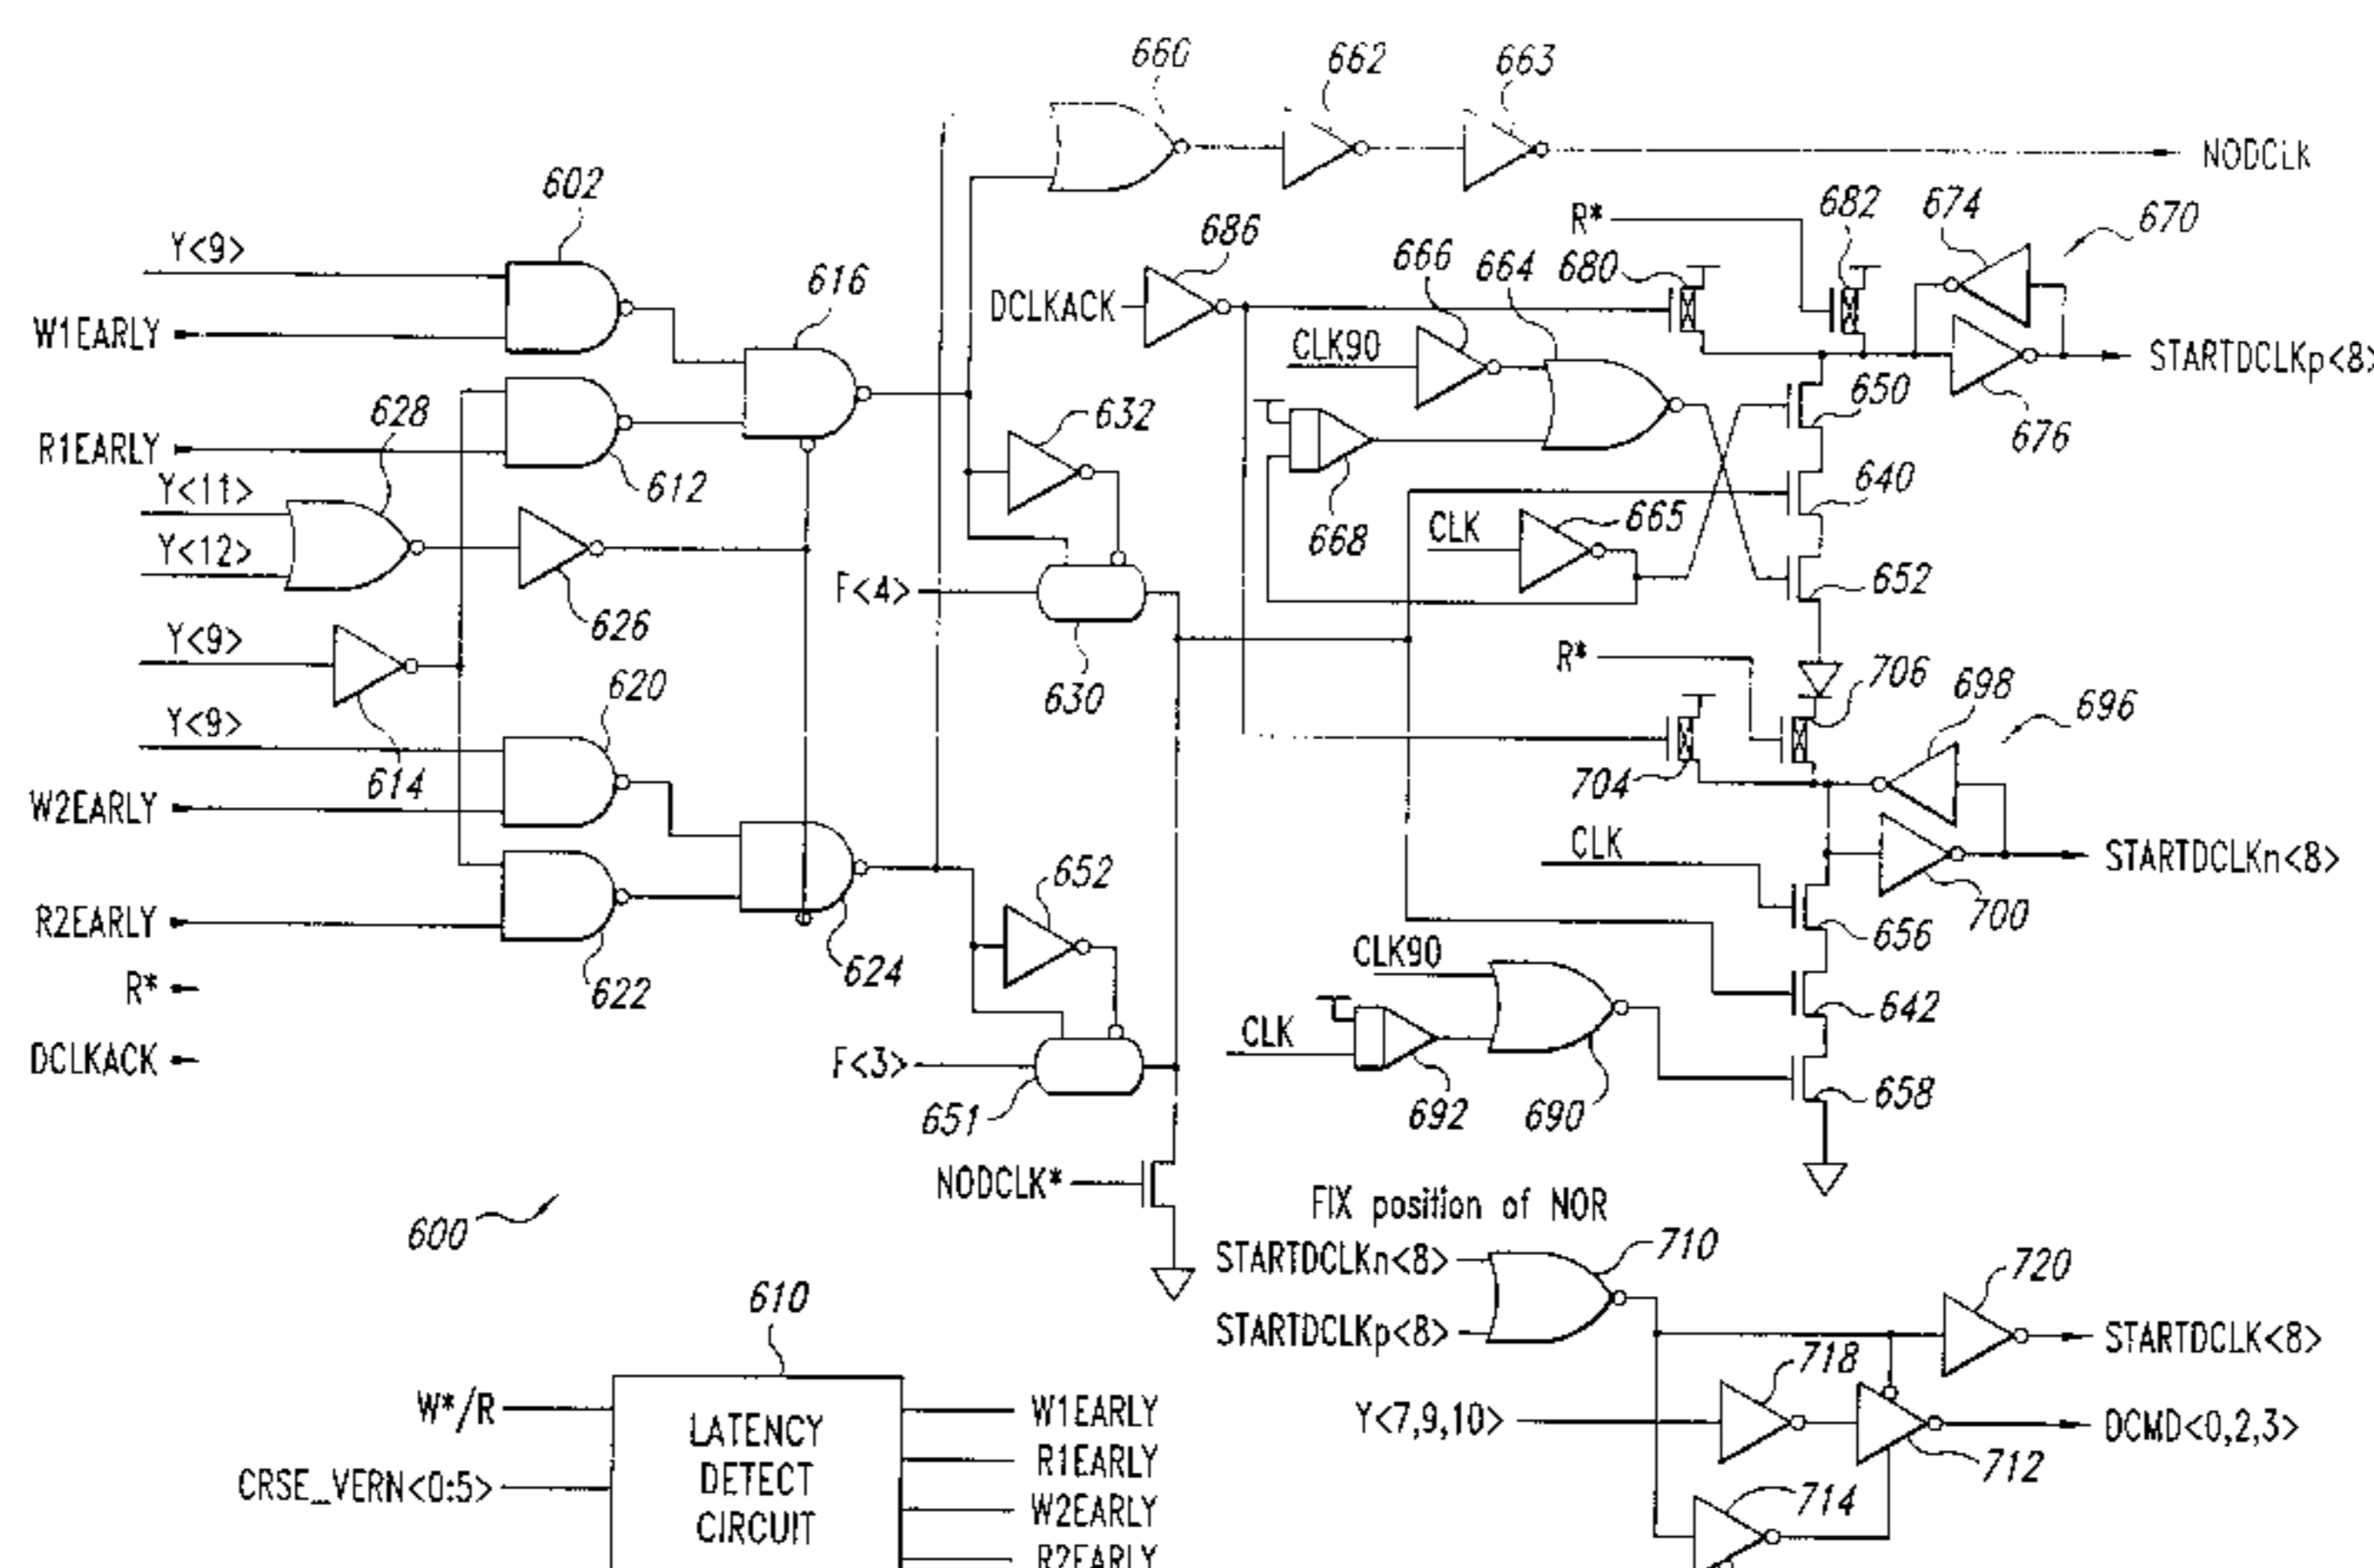 660
662
663
NODCLK
602
Y<9>
W1EARLY
616
686
DCLKACK
R*
682
674
670
666
664
680
CLK90
STARTDCLKp<8>
650
676
R1EARLY
628
612
632
668
CLK
665
640
Y<11>
Y<12>
626
F<4>
630
652
Y<9>
614
620
R*
706
698
696
Y<9>
W2EARLY
704
R2EARLY
622
624
652
CLK
STARTDCLKn<8>
700
656
CLK90
642
R*
DCLKACK
F<3>
651
CLK
692
690
658
NODCLK*
600
FIX position of NOR
STARTDCLKn<8>
710
STARTDCLKp<8>
720
STARTDCLK<8>
610
W*/R
CRSE_VERN<0:5>
LATENCY
DETECT
CIRCUIT
W1EARLY
R1EARLY
W2EARLY
R2EARLY
718
Y<7,9,10>
DCMD<0,2,3>
712
714